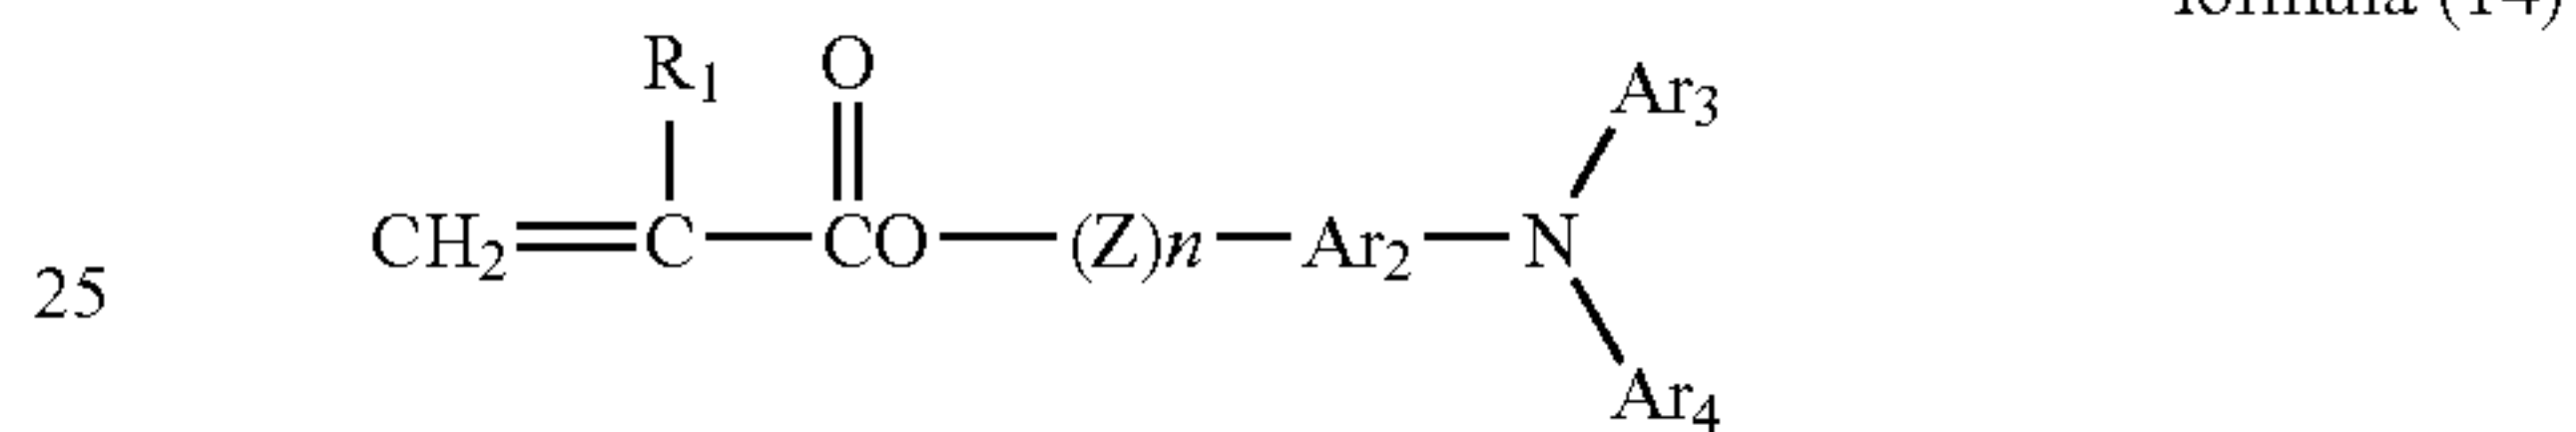 formula (14)
R1 O
Ar3
CH2=C—CO—(Z)n—Ar2—N
25
Ar4